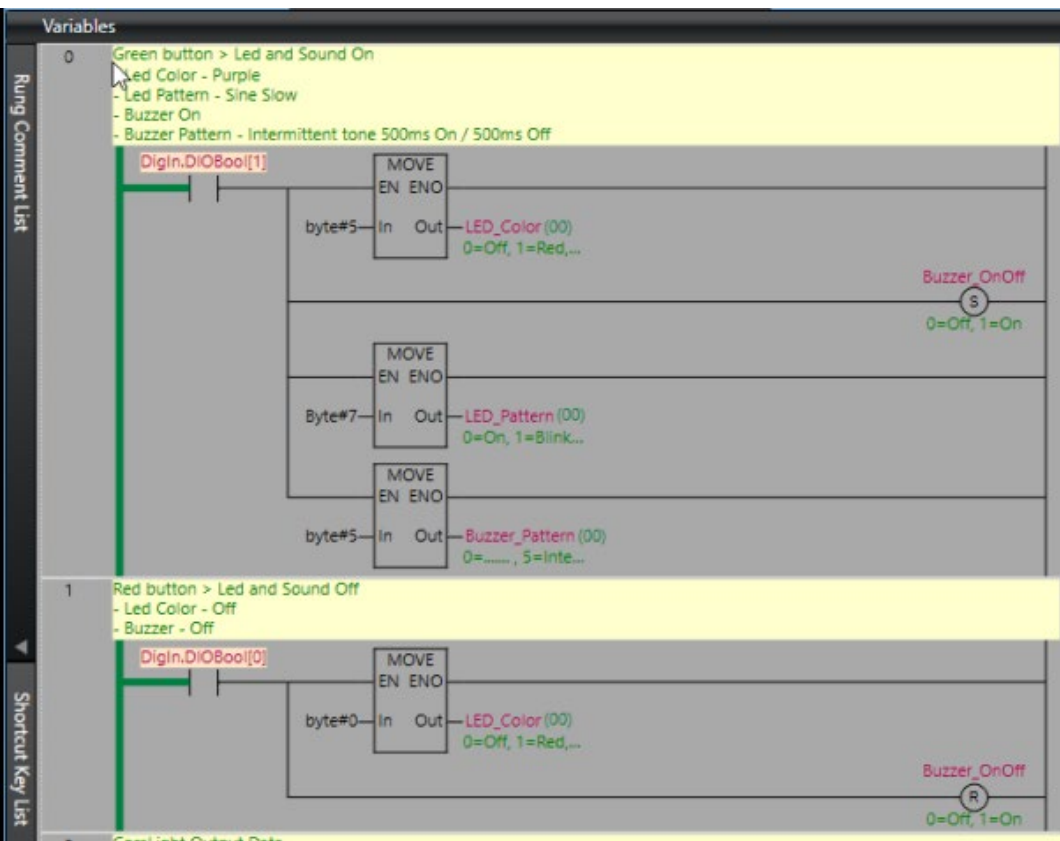 Variables
Rung Comment List
Shortcut Key List
0
Green button > Led and Sound On
- Led Color - Purple
- Led Pattern - Sine Slow
- Buzzer On
- Buzzer Pattern - Intermittent tone 500ms On / 500ms Off
DigIn.DIOBool[1]
MOVE
EN ENO
byte#5 In Out LED_Color (00)
0=Off, 1=Red,...
Buzzer_OnOff
S
0=Off, 1=On
MOVE
EN ENO
Byte#7 In Out LED_Pattern (00)
0=On, 1=Blink...
MOVE
EN ENO
byte#5 In Out Buzzer_Pattern (00)
0=...... , 5=Inte...
1
Red button > Led and Sound Off
- Led Color - Off
- Buzzer - Off
DigIn.DIOBool[0]
MOVE
EN ENO
byte#0 In Out LED_Color (00)
0=Off, 1=Red,...
Buzzer_OnOff
R
0=Off, 1=On